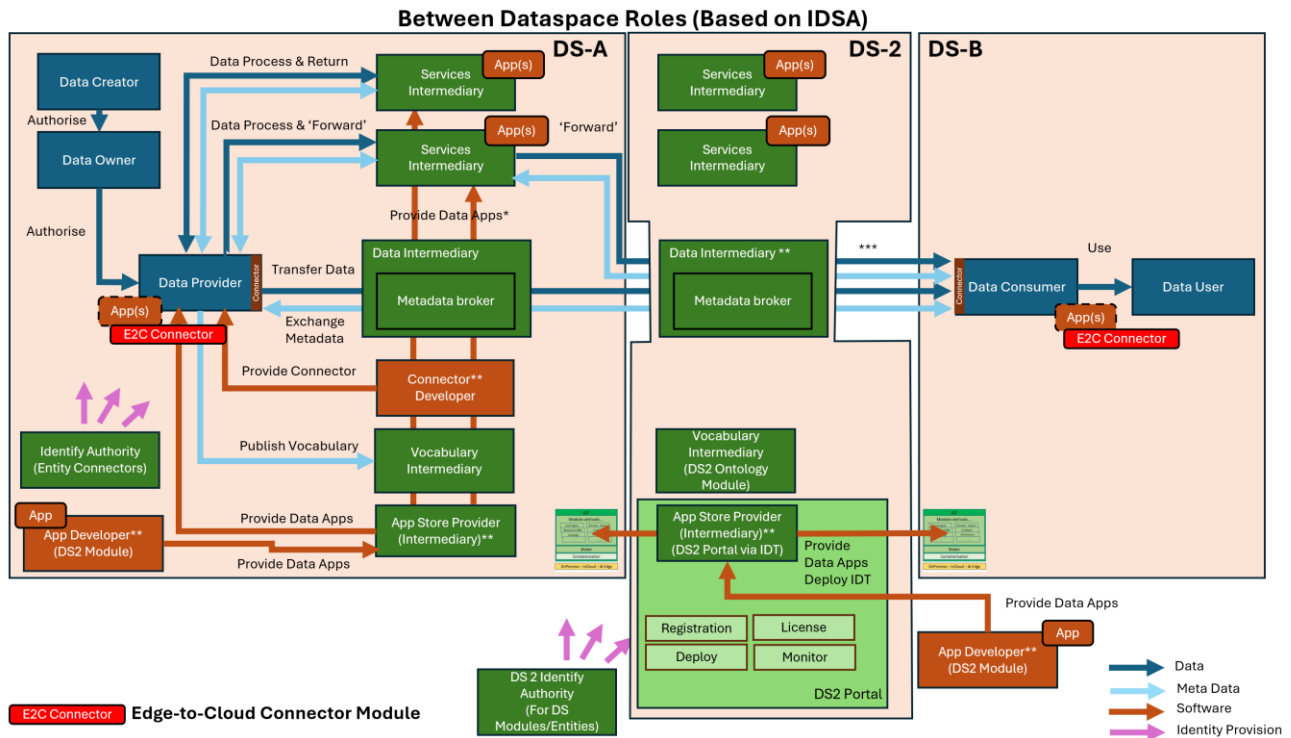 Between Dataspace Roles (Based on IDSA)
DS-A
DS-2
DS-B
Data Creator
Authorise
Data Owner
Authorise
Data Process & Return
Data Process & ‘Forward’
Services
Intermediary
App(s)
Services
Intermediary
App(s)
‘Forward’
Provide Data Apps*
Services
Intermediary
App(s)
Services
Intermediary
App(s)
Data Provider
Connector
App(s)
E2C Connector
Transfer Data
Exchange
Metadata
Data Intermediary
Metadata broker
Data Intermediary **
Metadata broker
***
Connector
Data Consumer
App(s)
E2C Connector
Use
Data User
Provide Connector
Connector**
Developer
Identify Authority
(Entity Connectors)
Publish Vocabulary
Vocabulary
Intermediary
Vocabulary
Intermediary
(DS2 Ontology
Module)
App
App Developer**
(DS2 Module)
Provide Data Apps
Provide Data Apps
App Store Provider
(Intermediary)**
App Store Provider
(Intermediary)**
(DS2 Portal via IDT)
Provide
Data Apps
Deploy IDT
Registration
License
Deploy
Monitor
DS2 Portal
Provide Data Apps
App
App Developer**
(DS2 Module)
DS 2 Identify
Authority
(For DS
Modules/Entities)
E2C Connector
Edge-to-Cloud Connector Module
Data
Meta Data
Software
Identity Provision